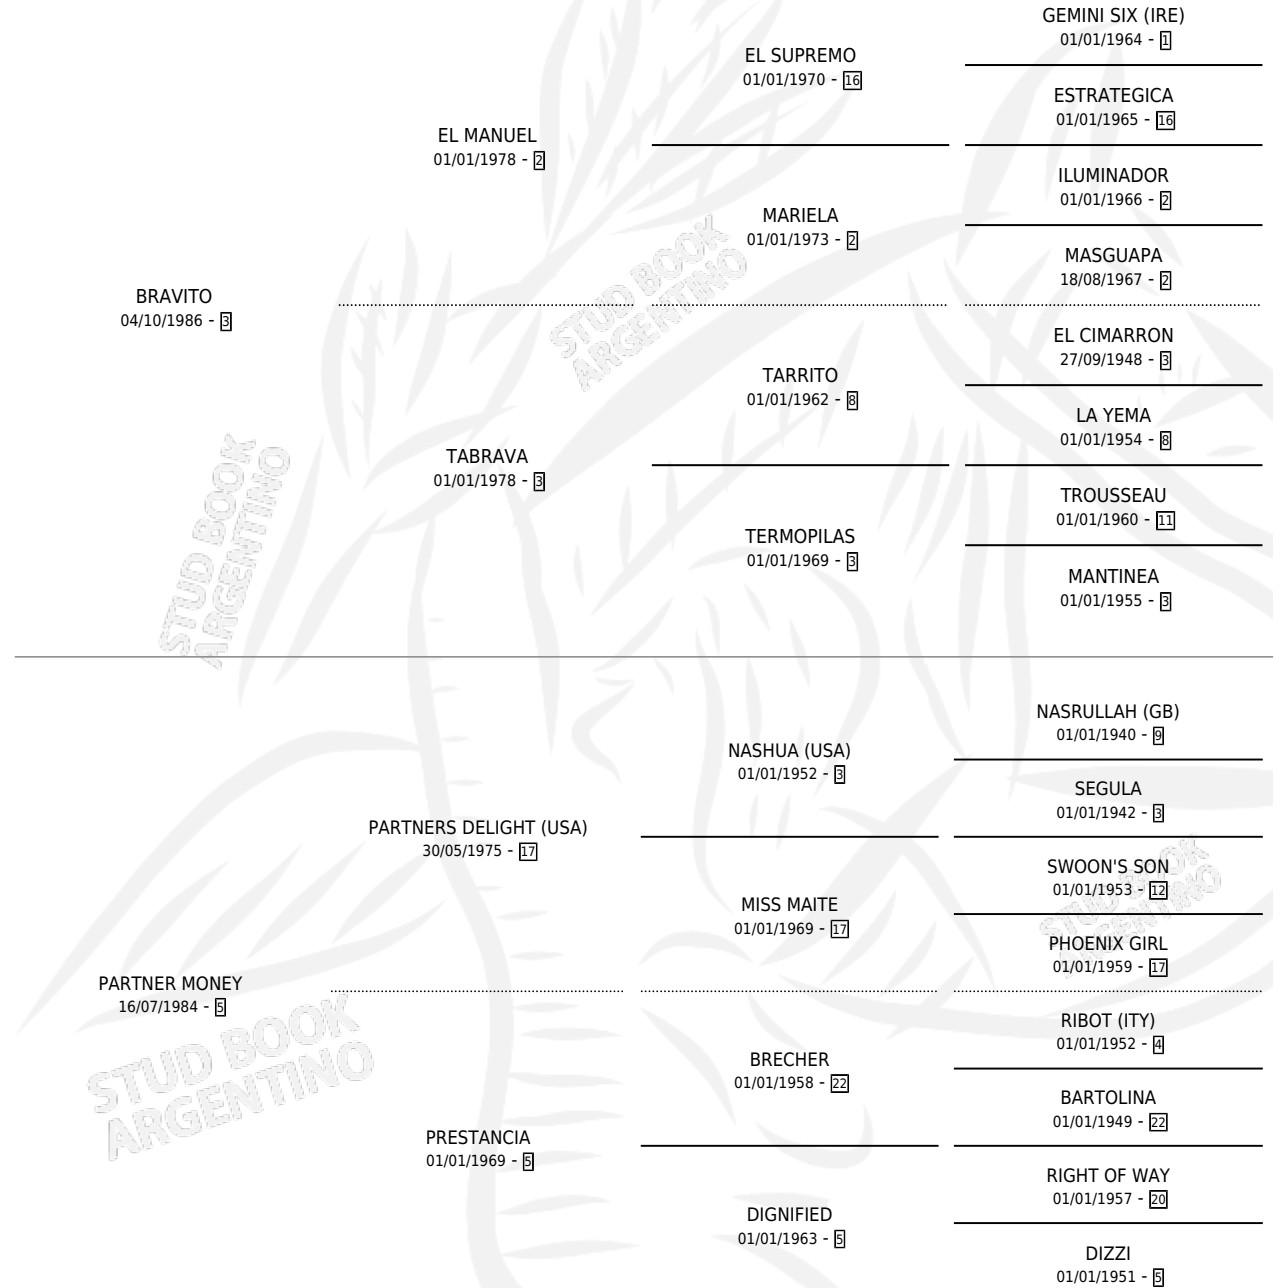 GEMINI SIX (IRE)
01/01/1964 - 1
EL SUPREMO
01/01/1970 - 16
ESTRATEGICA
01/01/1965 - 16
EL MANUEL
01/01/1978 - 2
ILUMINADOR
01/01/1966 - 2
MARIELA
01/01/1973 - 2
MASGUAPA
18/08/1967 - 2
BRAVITO
04/10/1986 - 3
EL CIMARRON
27/09/1948 - 3
TARRITO
01/01/1962 - 8
LA YEMA
01/01/1954 - 8
TABRAVA
01/01/1978 - 3
TROUSSEAU
01/01/1960 - 11
TERMOPILAS
01/01/1969 - 3
MANTINEA
01/01/1955 - 3
NASRULLAH (GB)
01/01/1940 - 9
NASHUA (USA)
01/01/1952 - 3
SEGULA
01/01/1942 - 3
PARTNERS DELIGHT (USA)
30/05/1975 - 17
SWOON'S SON
01/01/1953 - 12
MISS MAITE
01/01/1969 - 17
PHOENIX GIRL
01/01/1959 - 17
PARTNER MONEY
16/07/1984 - 5
RIBOT (ITY)
01/01/1952 - 4
BRECHER
01/01/1958 - 22
BARTOLINA
01/01/1949 - 22
PRESTANCIA
01/01/1969 - 5
RIGHT OF WAY
01/01/1957 - 20
DIGNIFIED
01/01/1963 - 5
DIZZI
01/01/1951 - 5
STUD BOOK
ARGENTINO
STUD BOOK
ARGENTINO
STUD BOOK
ARGENTINO
STUD BOOK
ARGENTINO